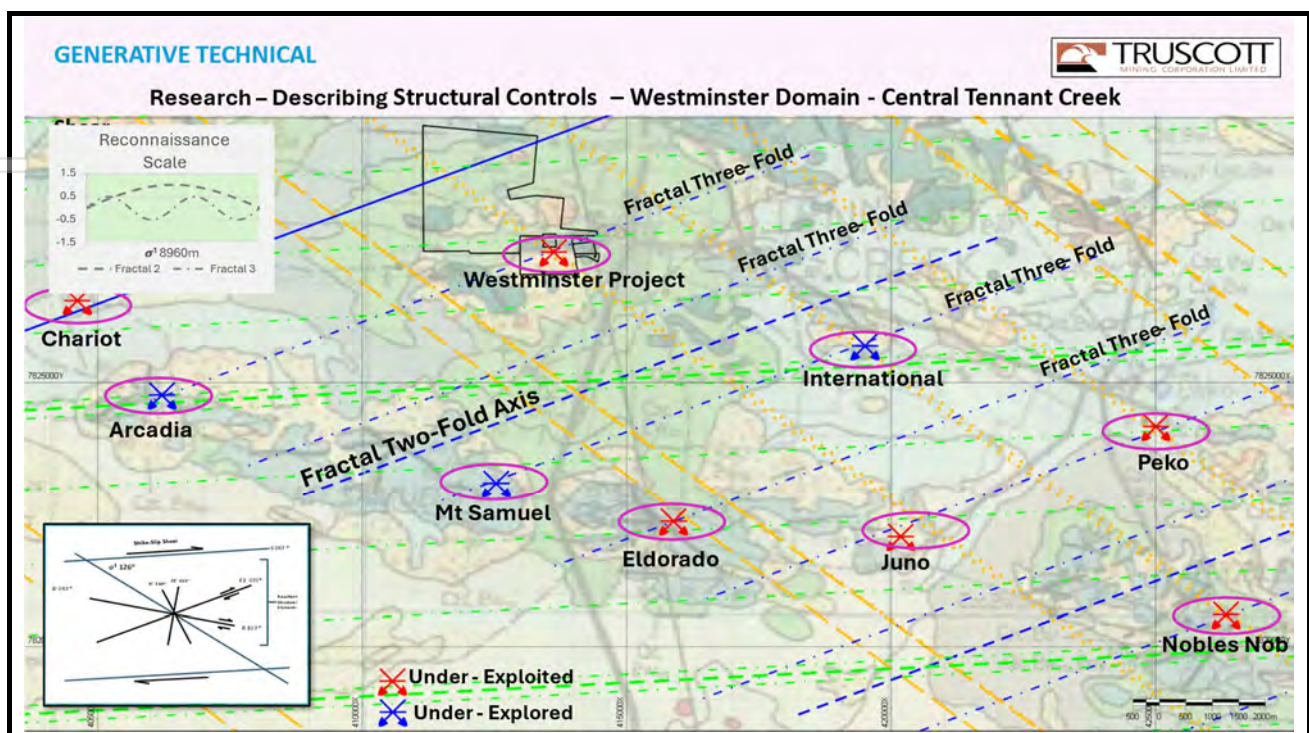 GENERATIVE TECHNICAL
TRUSCOTT
MINING CORPORATION LIMITED
Research – Describing Structural Controls – Westminster Domain - Central Tennant Creek
Reconnaissance
Scale
1.5
0.5
-0.5
-1.5
σ¹ 8960m
Fractal 2
Fractal 3
Fractal Three- Fold
Fractal Three- Fold
Fractal Three- Fold
Fractal Three- Fold
Westminster Project
Chariot
Arcadia
International
7825000Y
7825000Y
Fractal Two-Fold Axis
Peko
Mt Samuel
Eldorado
Juno
Nobles Nob
Strike-Slip Shear
σ¹ 126°
410000X
415000X
420000X
Under - Exploited
Under - Explored
500 0 500 1000 1500 2000m